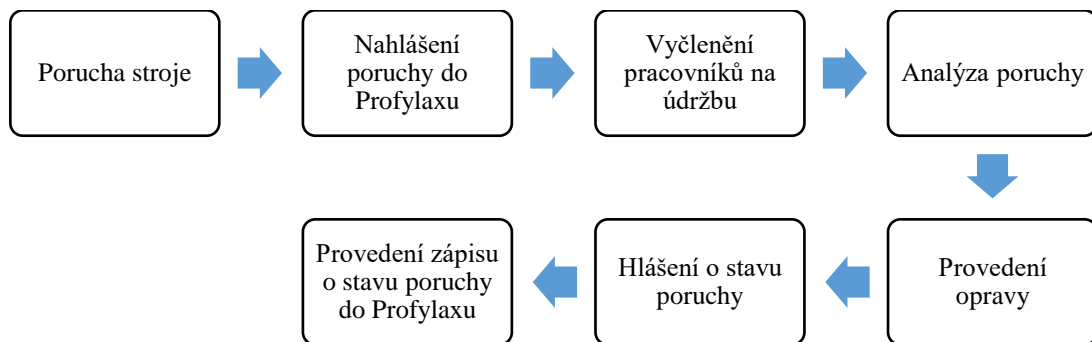 Porucha stroje
Nahlášení
poruchy do
Profylaxu
Vyčlenění
pracovníků na
údržbu
Analýza poruchy
Provedení
opravy
Hlášení o stavu
poruchy
Provedení zápisu
o stavu poruchy
do Profylaxu